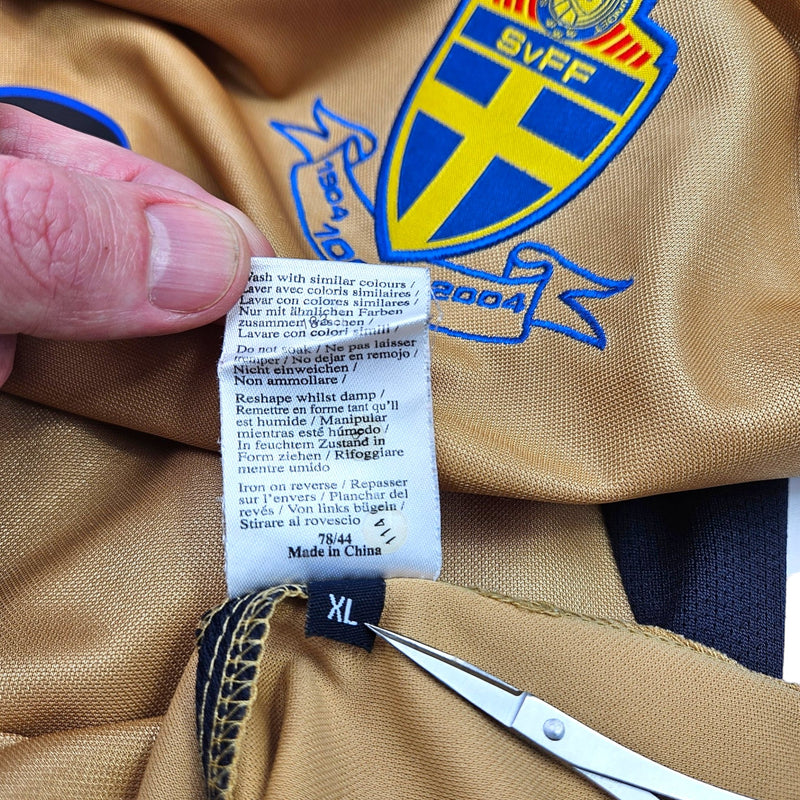 SvFF
1904
100
2004
Wash with similar colours /
Laver avec coloris similaires /
Lavar con colores similares /
Nur mit ähnlichen Farben
zusammen waschen /
Lavare con colori simili /
Do not soak / Ne pas laisser
tremper / No dejar en remojo /
Nicht einweichen /
Non ammollare /
Reshape whilst damp /
Remettre en forme tant qu'il
est humide / Manipular
mientras esté húmedo /
In feuchtem Zustand in
Form ziehen / Rifoggiare
mentre umido
Iron on reverse / Repasser
sur l'envers / Planchar del
revés / Von links bügeln /
Stirare al rovescio
114
78/44
Made in China
XL